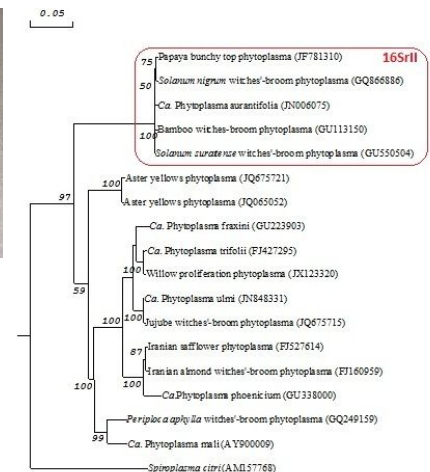 0.05
16SrII
75
Papaya bunchy top phytoplasma (JF781310)
50
Solanum nigrum witches'-broom phytoplasma (GQ866886)
Ca. Phytoplasma aurantifolia (JN006075)
100
Bamboo witches-broom phytoplasma (GU113150)
Solanum suratense witches'-broom phytoplasma (GU550504)
97
100
Aster yellows phytoplasma (JQ675721)
Aster yellows phytoplasma (JQ065052)
Ca. Phytoplasma fraxini (GU223903)
Ca. Phytoplasma trifolii (FJ427295)
100
Willow proliferation phytoplasma (JX123320)
59
Ca. Phytoplasma ulmi (JN848331)
100
100
Jujube witches'-broom phytoplasma (JQ675715)
87
Iranian safflower phytoplasma (FJ527614)
Iranian almond witches'-broom phytoplasma (FJ160959)
100
100
Ca.Phytoplasma phoenicium (GU338000)
Periploca aphylla witches'-broom phytoplasma (GQ249159)
99
Ca. Phytoplasma mali (AY900009)
Spiroplasma citri (AM157768)